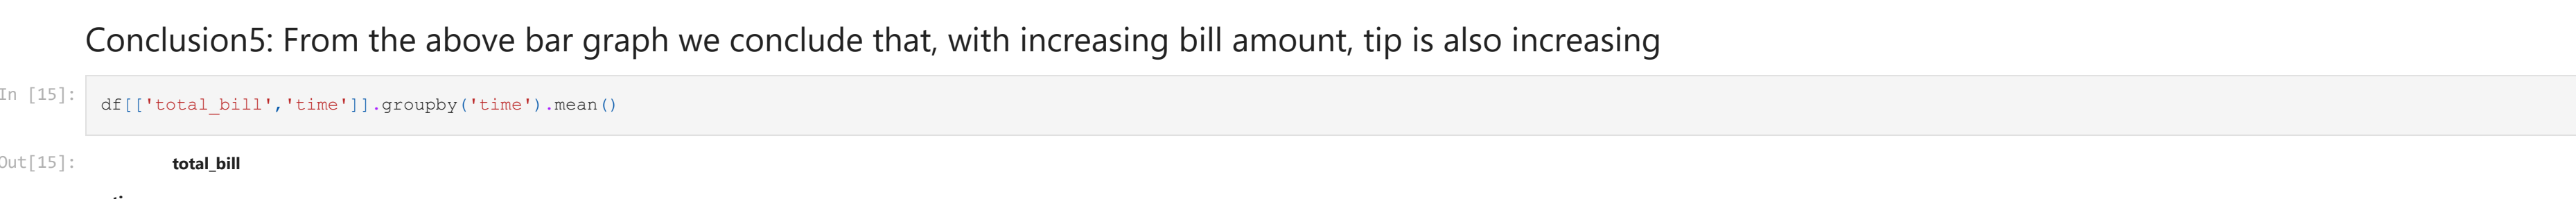 Conclusion5: From the above bar graph we conclude that, with increasing bill amount, tip is also increasing
In [15]:
df[['total_bill','time']].groupby('time').mean()
Out[15]:
total_bill